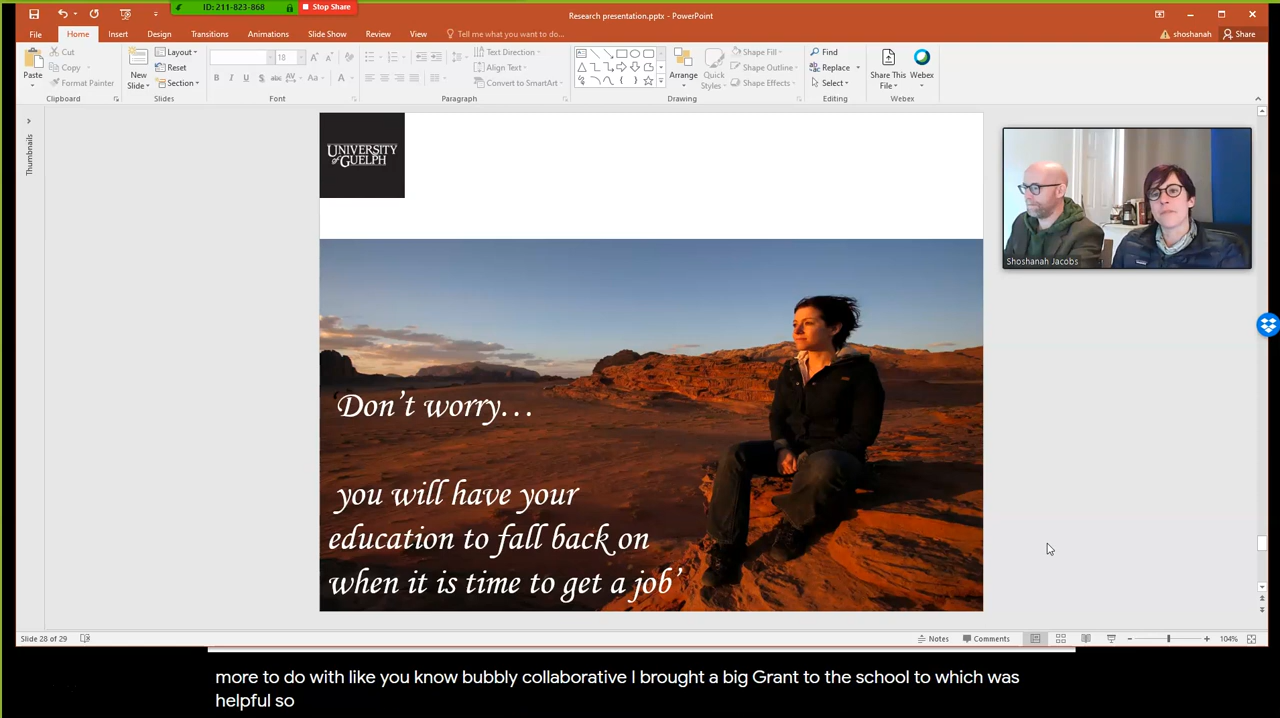 ID: 211-823-868
Stop Share
Research presentation.pptx - PowerPoint
File
Home
Insert
Design
Transitions
Animations
Slide Show
Review
View
Tell me what you want to do...
shoshanah
Share
Paste
Cut
Copy
Format Painter
Clipboard
New
Slide
Layout
Reset
Section
Slides
18
Font
Text Direction
Align Text
Convert to SmartArt
Paragraph
Arrange
Quick
Styles
Shape Fill
Shape Outline
Shape Effects
Drawing
Find
Replace
Select
Editing
Share This
File
Webex
Webex
Thumbnails
UNIVERSITY
of GUELPH
Don't worry...
you will have your
education to fall back on
when it is time to get a job'
Shoshanah Jacobs
Slide 28 of 29
Notes
Comments
104%
more to do with like you know bubbly collaborative I brought a big Grant to the school to which was
helpful so